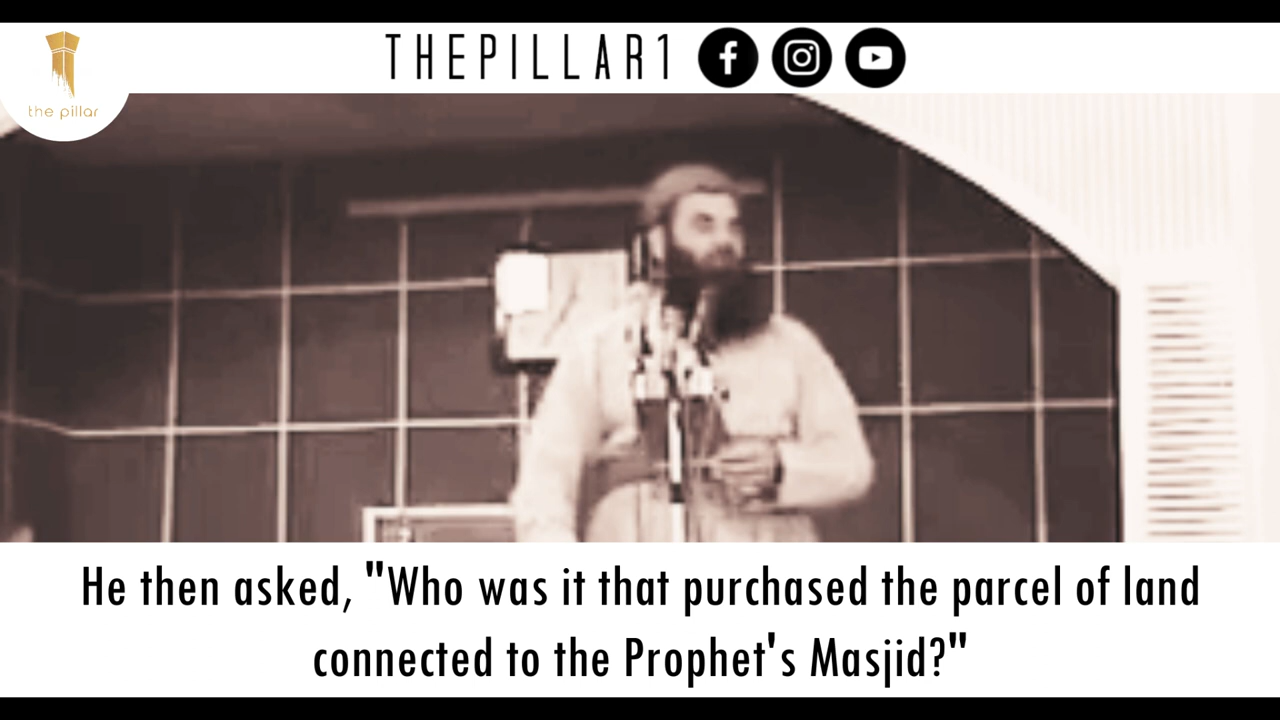 THEPILLAR1
the pillar
He then asked, "Who was it that purchased the parcel of land
connected to the Prophet's Masjid?"